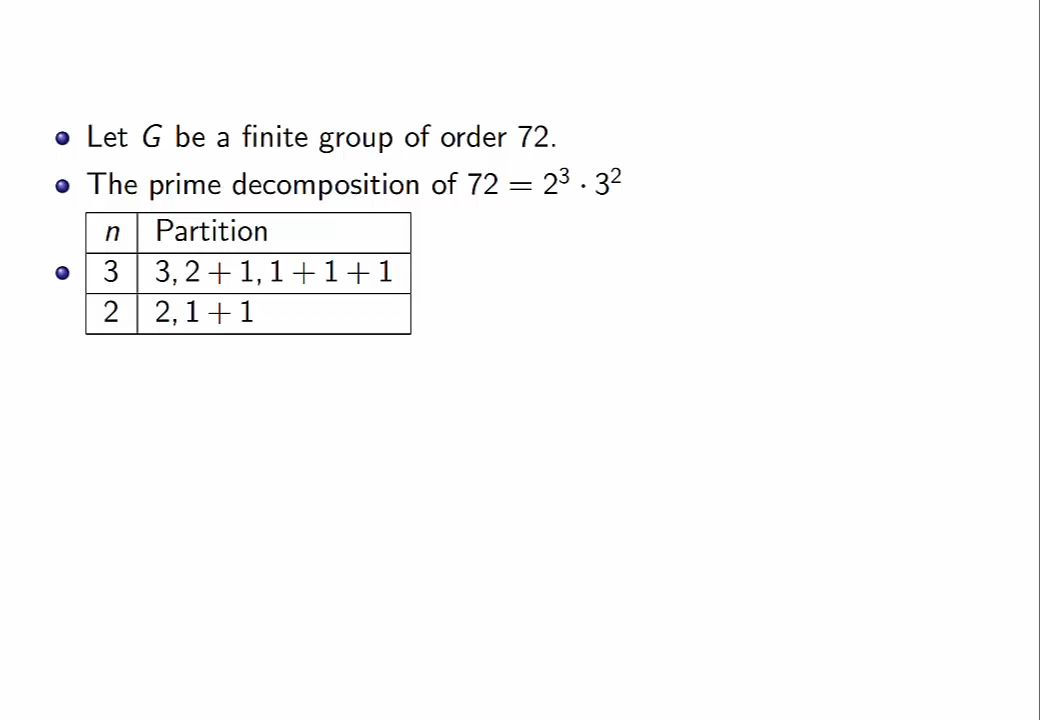 Let G be a finite group of order 72.
The prime decomposition of 72 = 2³ · 3²
n Partition
3 3, 2 + 1, 1 + 1 + 1
2 2, 1 + 1